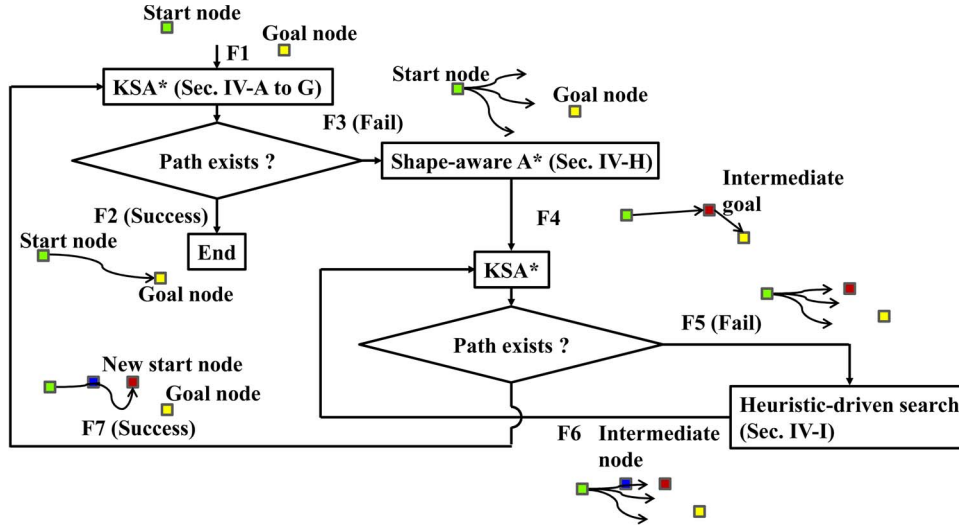 Start node
Goal node
F1
KSA* (Sec. IV-A to G)
Start node
Goal node
F3 (Fail)
Path exists ?
Shape-aware A* (Sec. IV-H)
F2 (Success)
End
Start node
Goal node
F4
Intermediate
goal
KSA*
F5 (Fail)
Path exists ?
New start node
Goal node
F7 (Success)
Heuristic-driven search
(Sec. IV-I)
F6
Intermediate
node